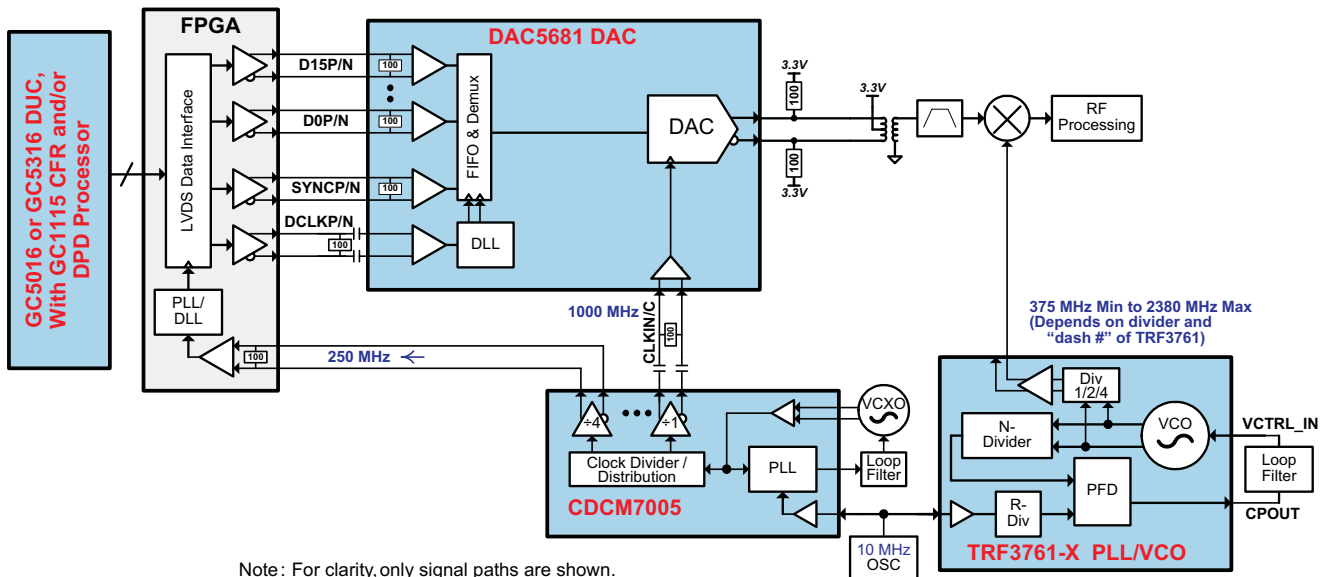 GC5016 or GC5316 DUC,
With GC1115 CFR and/or
DPD Processor
FPGA
LVDS Data Interface
PLL/
DLL
100
D15P/N
100
D0P/N
100
SYNCP/N
100
DCLKP/N
100
DAC5681 DAC
FIFO & Demux
DLL
DAC
3.3V
100
100
3.3V
3.3V
RF
Processing
1000 MHz
CLKIN/C
100
250 MHz
÷4
÷1
Clock Divider /
Distribution
PLL
VCXO
Loop
Filter
CDCM7005
10 MHz
OSC
375 MHz Min to 2380 MHz Max
(Depends on divider and
"dash #" of TRF3761)
Div
1/2/4
N-
Divider
VCO
PFD
R-
Div
VCTRL_IN
Loop
Filter
CPOUT
TRF3761-X PLL/VCO
Note: For clarity, only signal paths are shown.